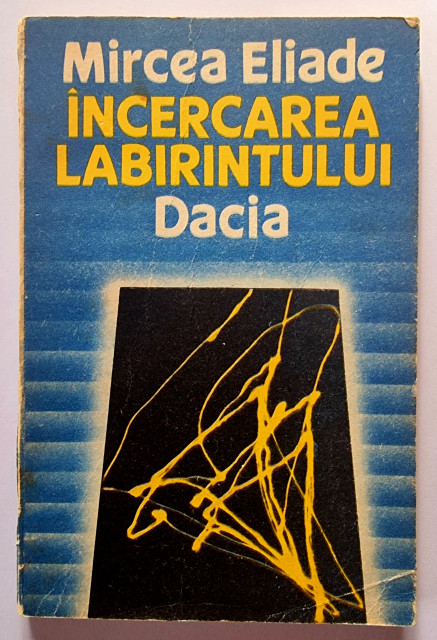 Mircea Eliade
ÎNCERCAREA
LABIRINTULUI
Dacia